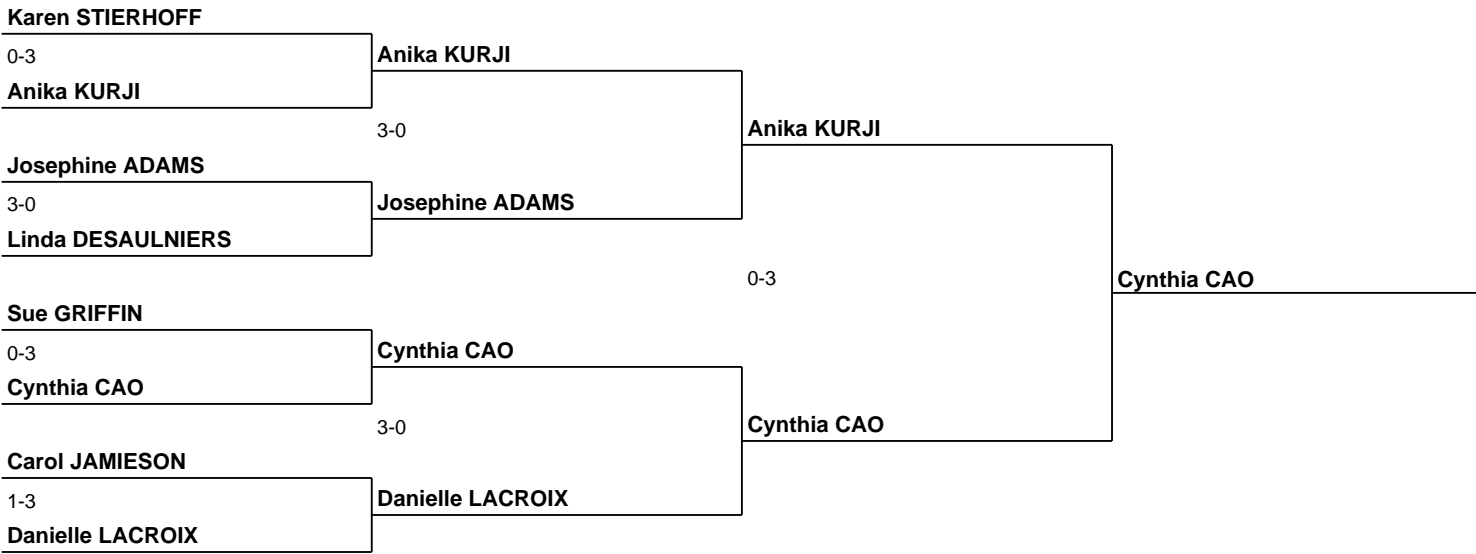 Karen STIERHOFF
0-3
Anika KURJI
Anika KURJI
3-0
Anika KURJI
Josephine ADAMS
3-0
Josephine ADAMS
Linda DESAULNIERS
0-3
Cynthia CAO
Sue GRIFFIN
0-3
Cynthia CAO
Cynthia CAO
3-0
Cynthia CAO
Carol JAMIESON
1-3
Danielle LACROIX
Danielle LACROIX